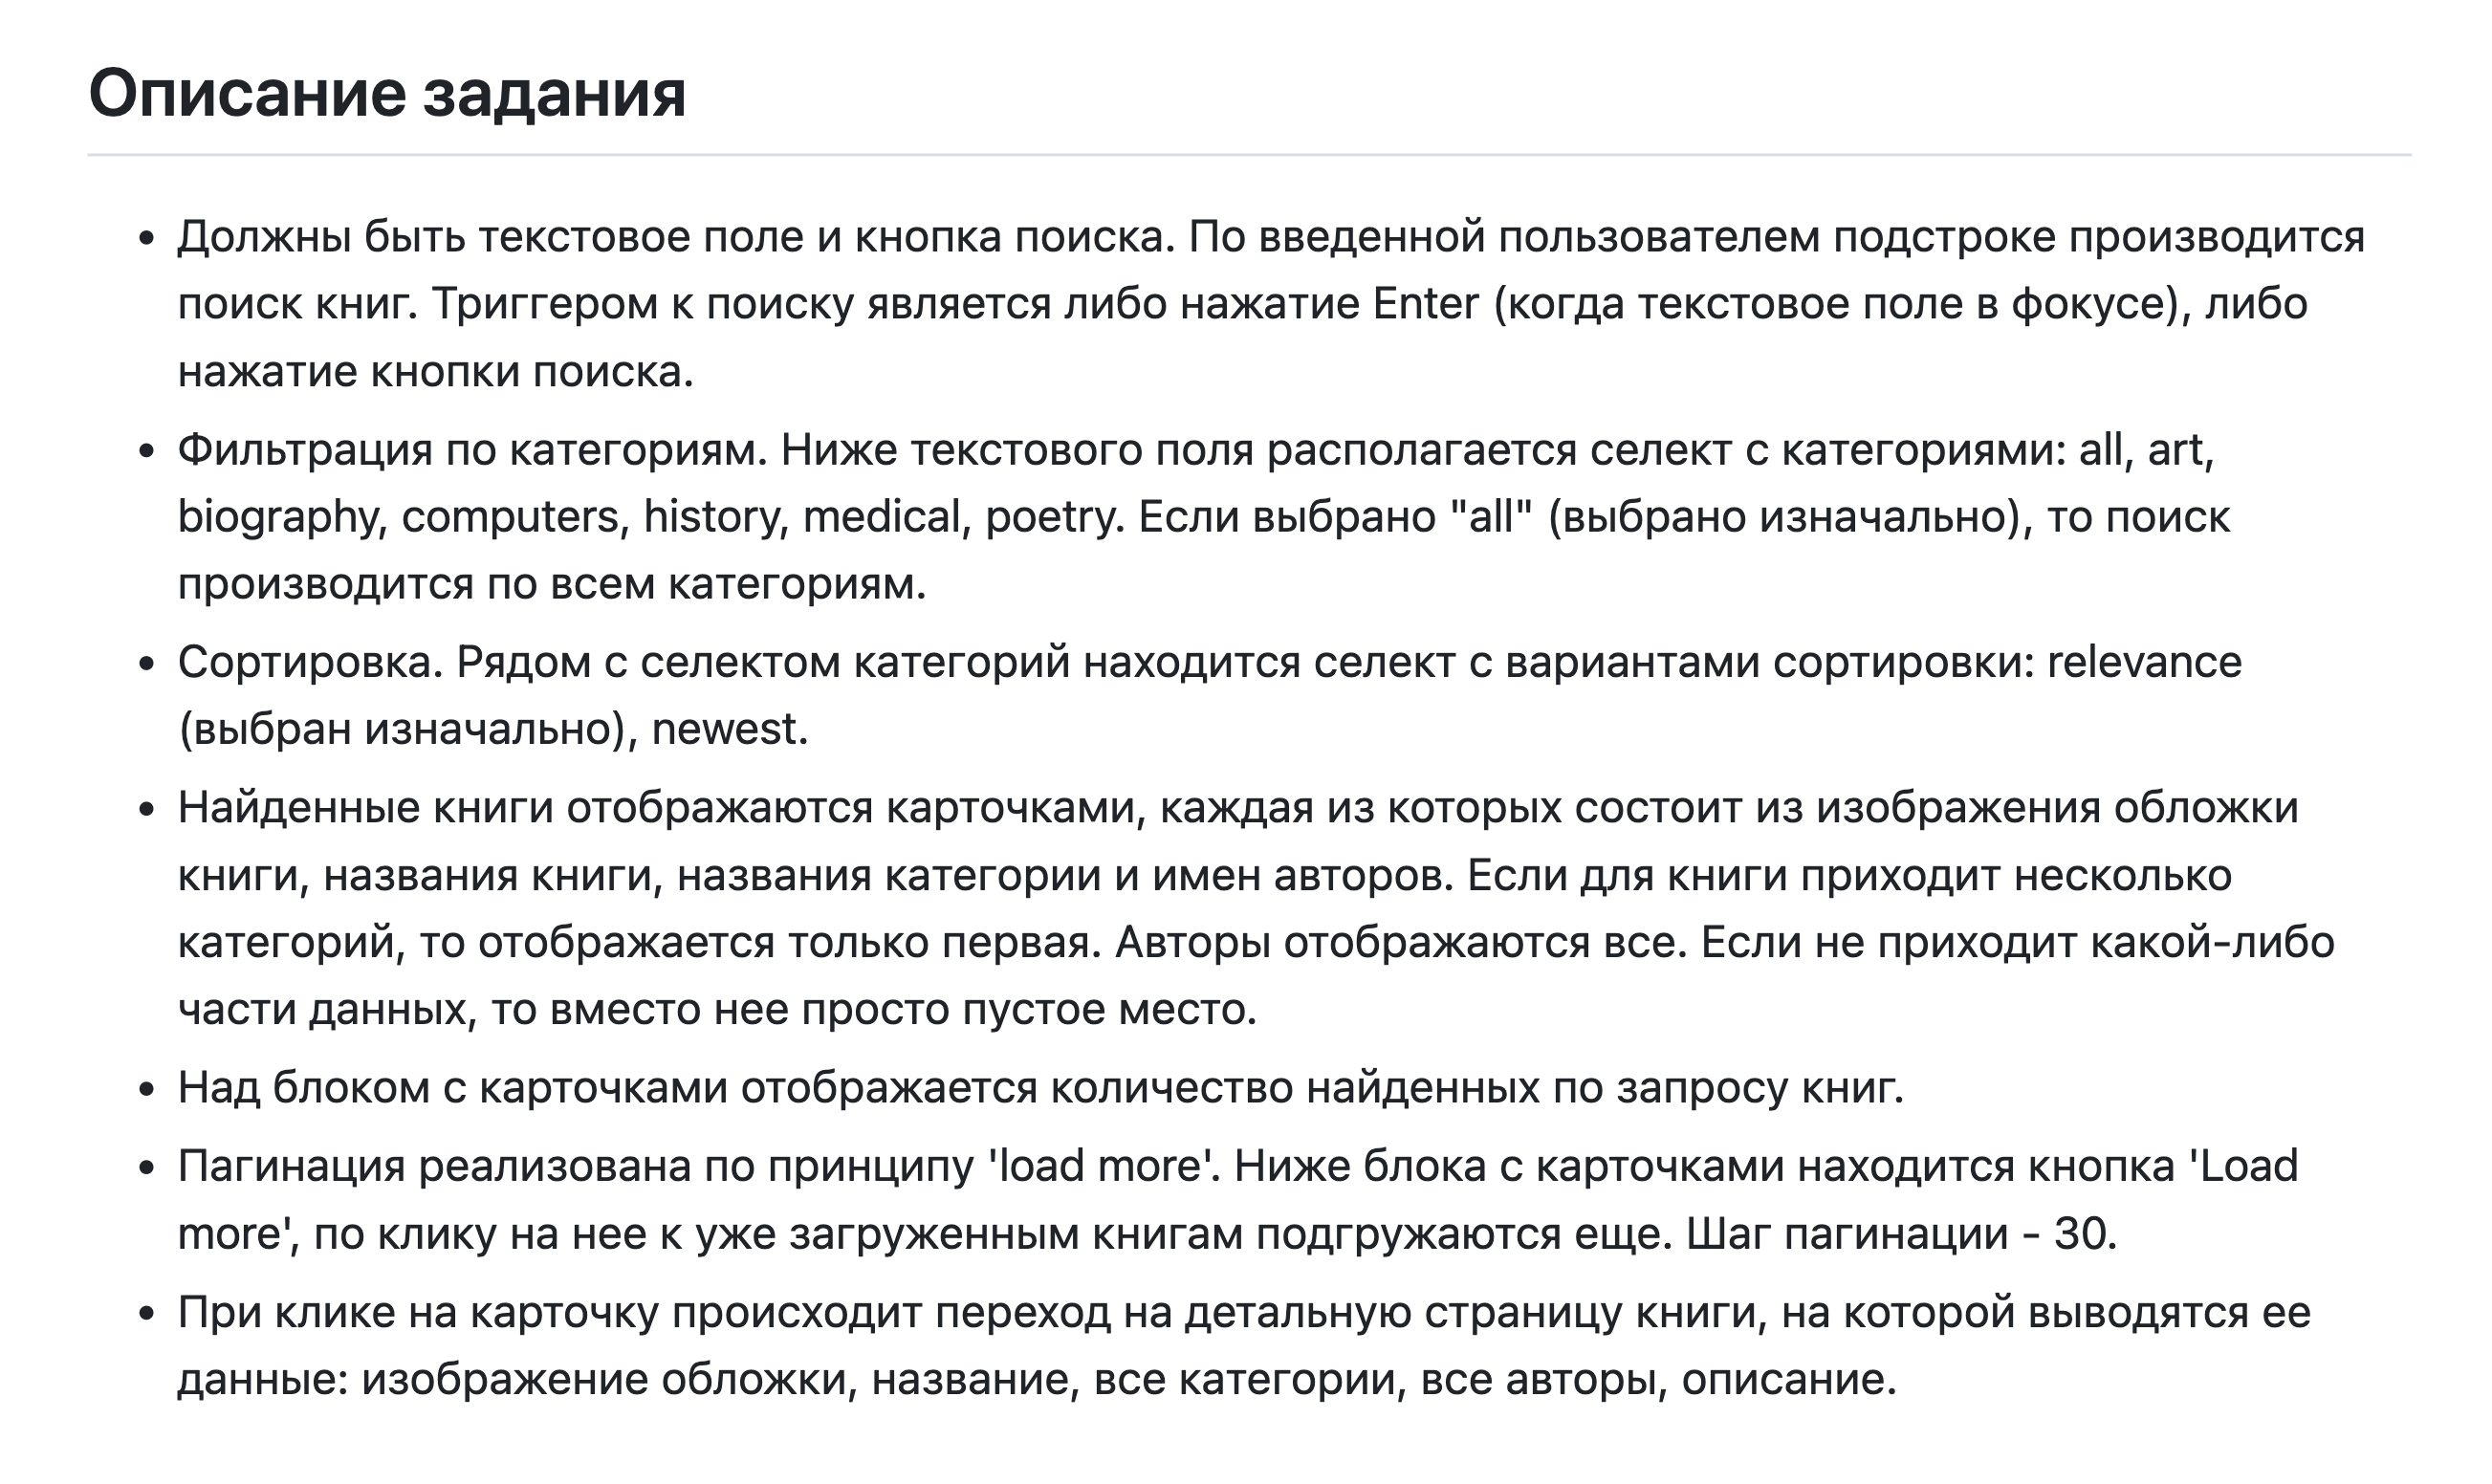 Описание задания
Должны быть текстовое поле и кнопка поиска. По введенной пользователем подстроке производится
поиск книг. Триггером к поиску является либо нажатие Enter (когда текстовое поле в фокусе), либо
нажатие кнопки поиска.
Фильтрация по категориям. Ниже текстового поля располагается селект с категориями: all, art,
biography, computers, history, medical, poetry. Если выбрано "all" (выбрано изначально), то поиск
производится по всем категориям.
Сортировка. Рядом с селектом категорий находится селект с вариантами сортировки: relevance
(выбран изначально), newest.
Найденные книги отображаются карточками, каждая из которых состоит из изображения обложки
книги, названия книги, названия категории и имен авторов. Если для книги приходит несколько
категорий, то отображается только первая. Авторы отображаются все. Если не приходит какой-либо
части данных, то вместо нее просто пустое место.
Над блоком с карточками отображается количество найденных по запросу книг.
Пагинация реализована по принципу 'load more'. Ниже блока с карточками находится кнопка 'Load
more', по клику на нее к уже загруженным книгам подгружаются еще. Шаг пагинации - 30.
При клике на карточку происходит переход на детальную страницу книги, на которой выводятся ее
данные: изображение обложки, название, все категории, все авторы, описание.